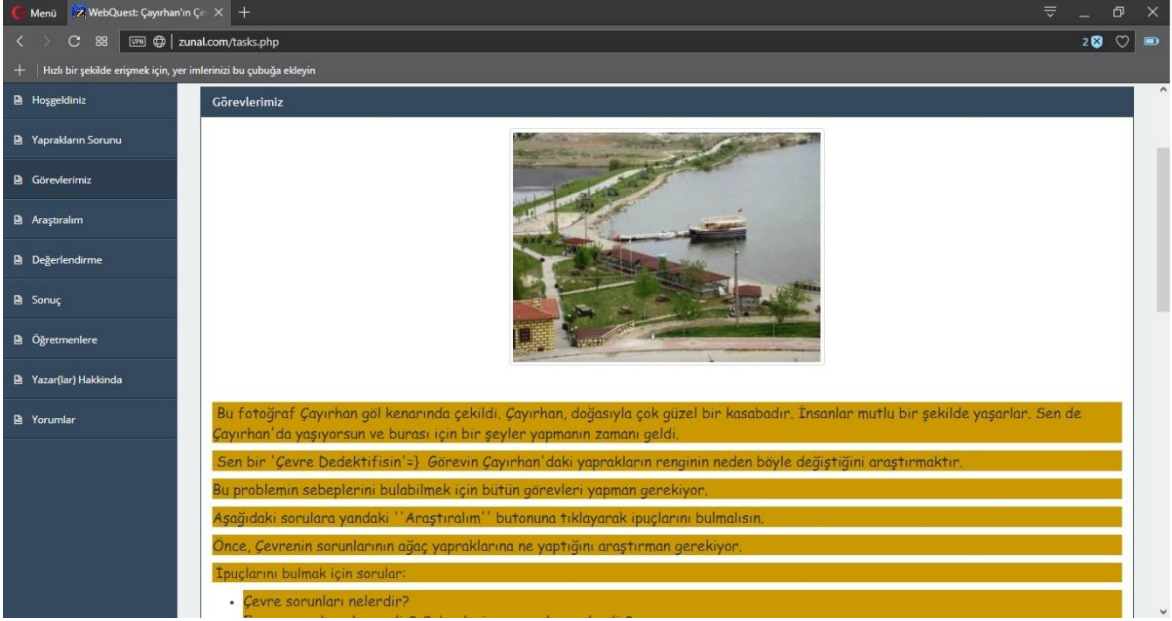 Menü
WebQuest: Çayırhan'ın Çe
VPN
zunal.com/tasks.php
2
Hızlı bir şekilde erişmek için, yer imlerinizi bu çubuğa ekleyin
Hoşgeldiniz
Yaprakların Sorunu
Görevlerimiz
Araştıralım
Değerlendirme
Sonuç
Öğretmenlere
Yazar(lar) Hakkinda
Yorumlar
Görevlerimiz
Bu fotoğraf Çayırhan göl kenarında çekildi. Çayırhan, doğasıyla çok güzel bir kasabadır. İnsanlar mutlu bir şekilde yaşarlar. Sen de
Çayırhan'da yaşıyorsun ve burası için bir şeyler yapmanın zamanı geldi.
Sen bir 'Çevre Dedektifisin'=} Görevin Çayırhan'daki yaprakların renginin neden böyle değiştiğini araştırmaktır.
Bu problemin sebeplerini bulabilmek için bütün görevleri yapman gerekiyor.
Aşağıdaki sorulara yandaki ''Araştıralım'' butonuna tıklayarak ipuçlarını bulmalısın.
Önce, Çevrenin sorunlarının ağaç yapraklarına ne yaptığını araştırman gerekiyor.
İpuçlarını bulmak için sorular:
• Çevre sorunları nelerdir?